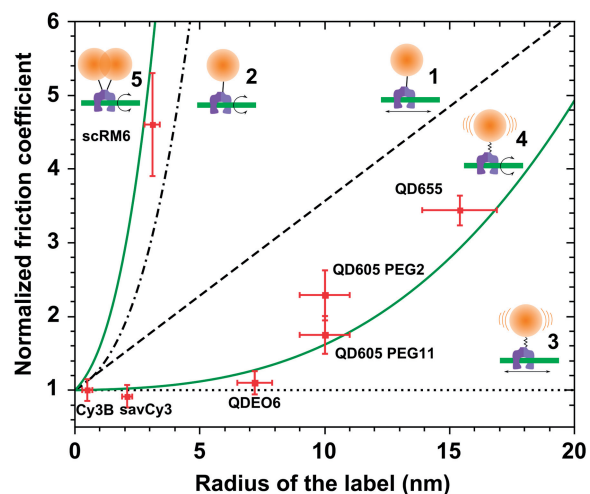 6
5
4
3
2
1
Normalized friction coefficient
5
2
1
4
3
scRM6
QD655
QD605 PEG2
QD605 PEG11
QDEO6
Cy3B
savCy3
0
5
10
15
20
Radius of the label (nm)